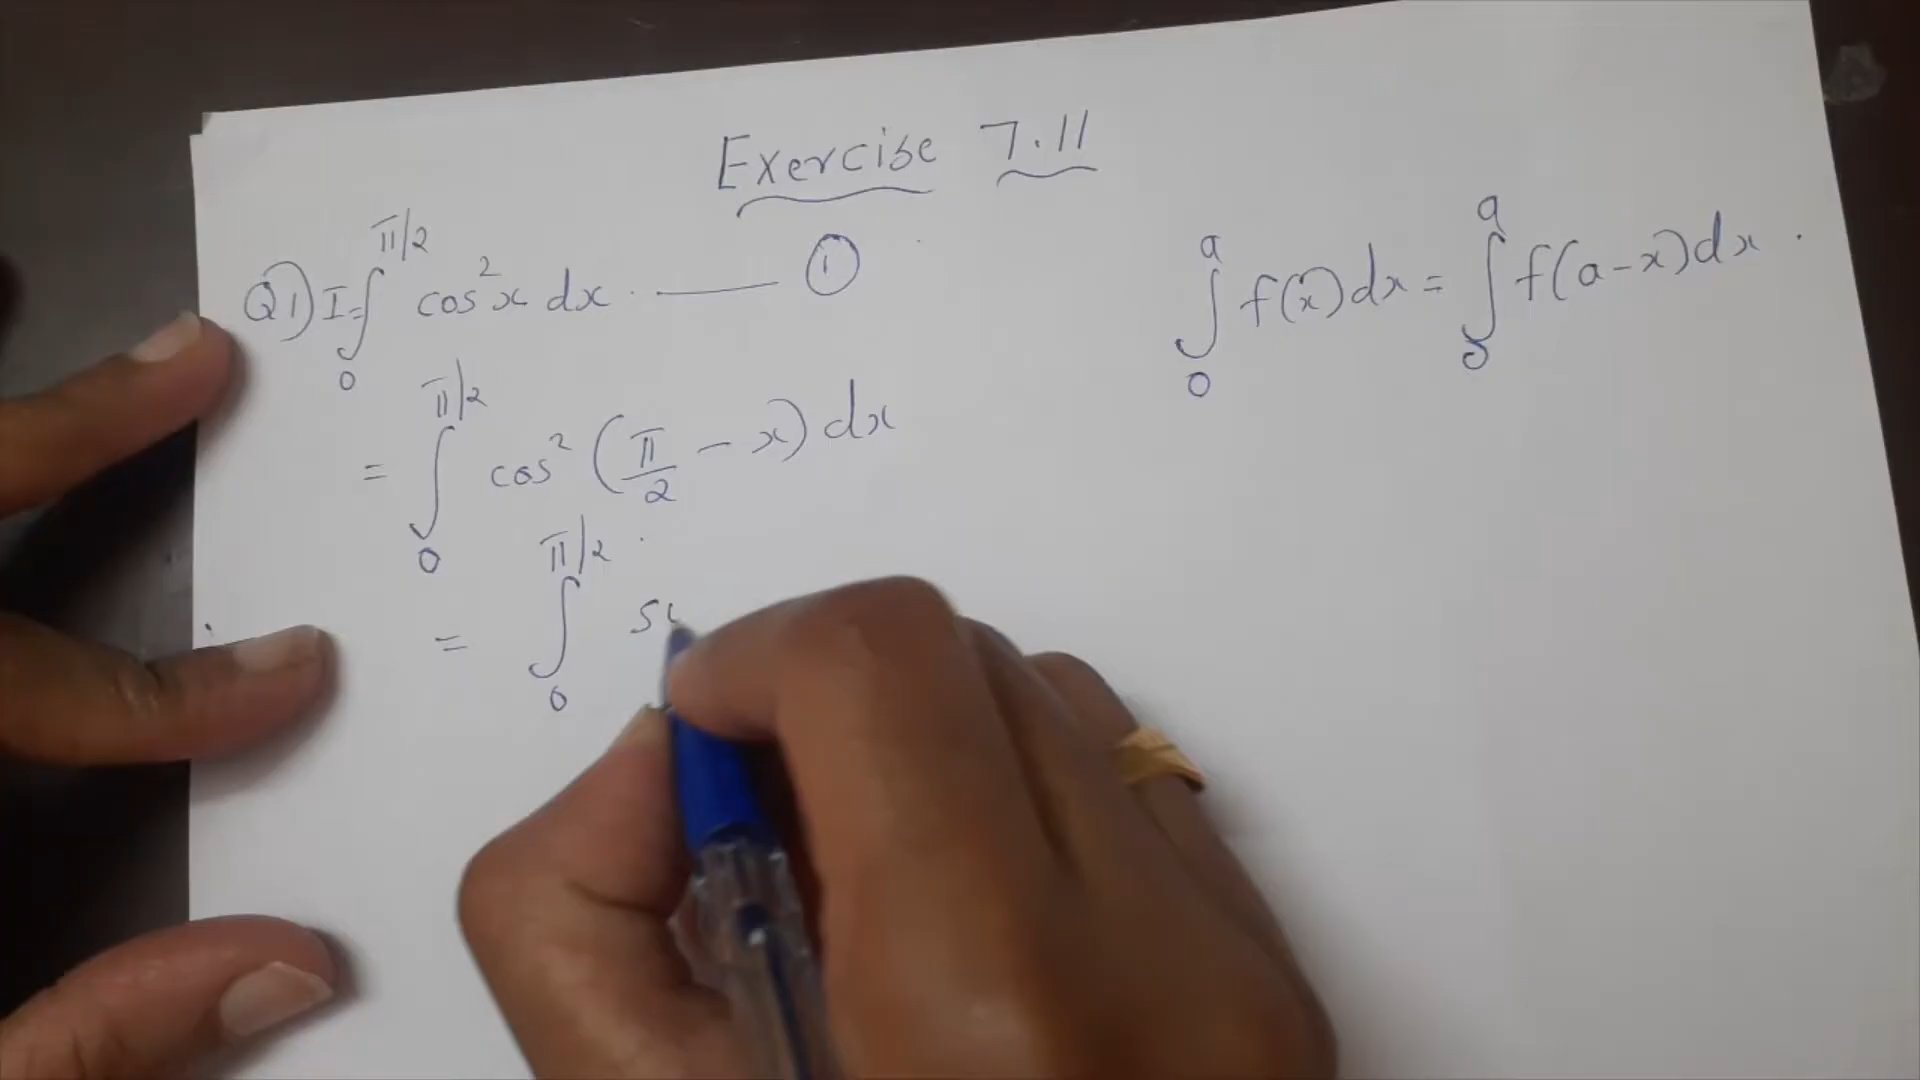 Exercise 7.11
Q1) I = ∫₀^π/2 cos²x dx. —— ①
∫₀^a f(x)dx = ∫₀^a f(a-x)dx.
= ∫₀^π/2 cos² (π/2 - x) dx
= ∫₀^π/2